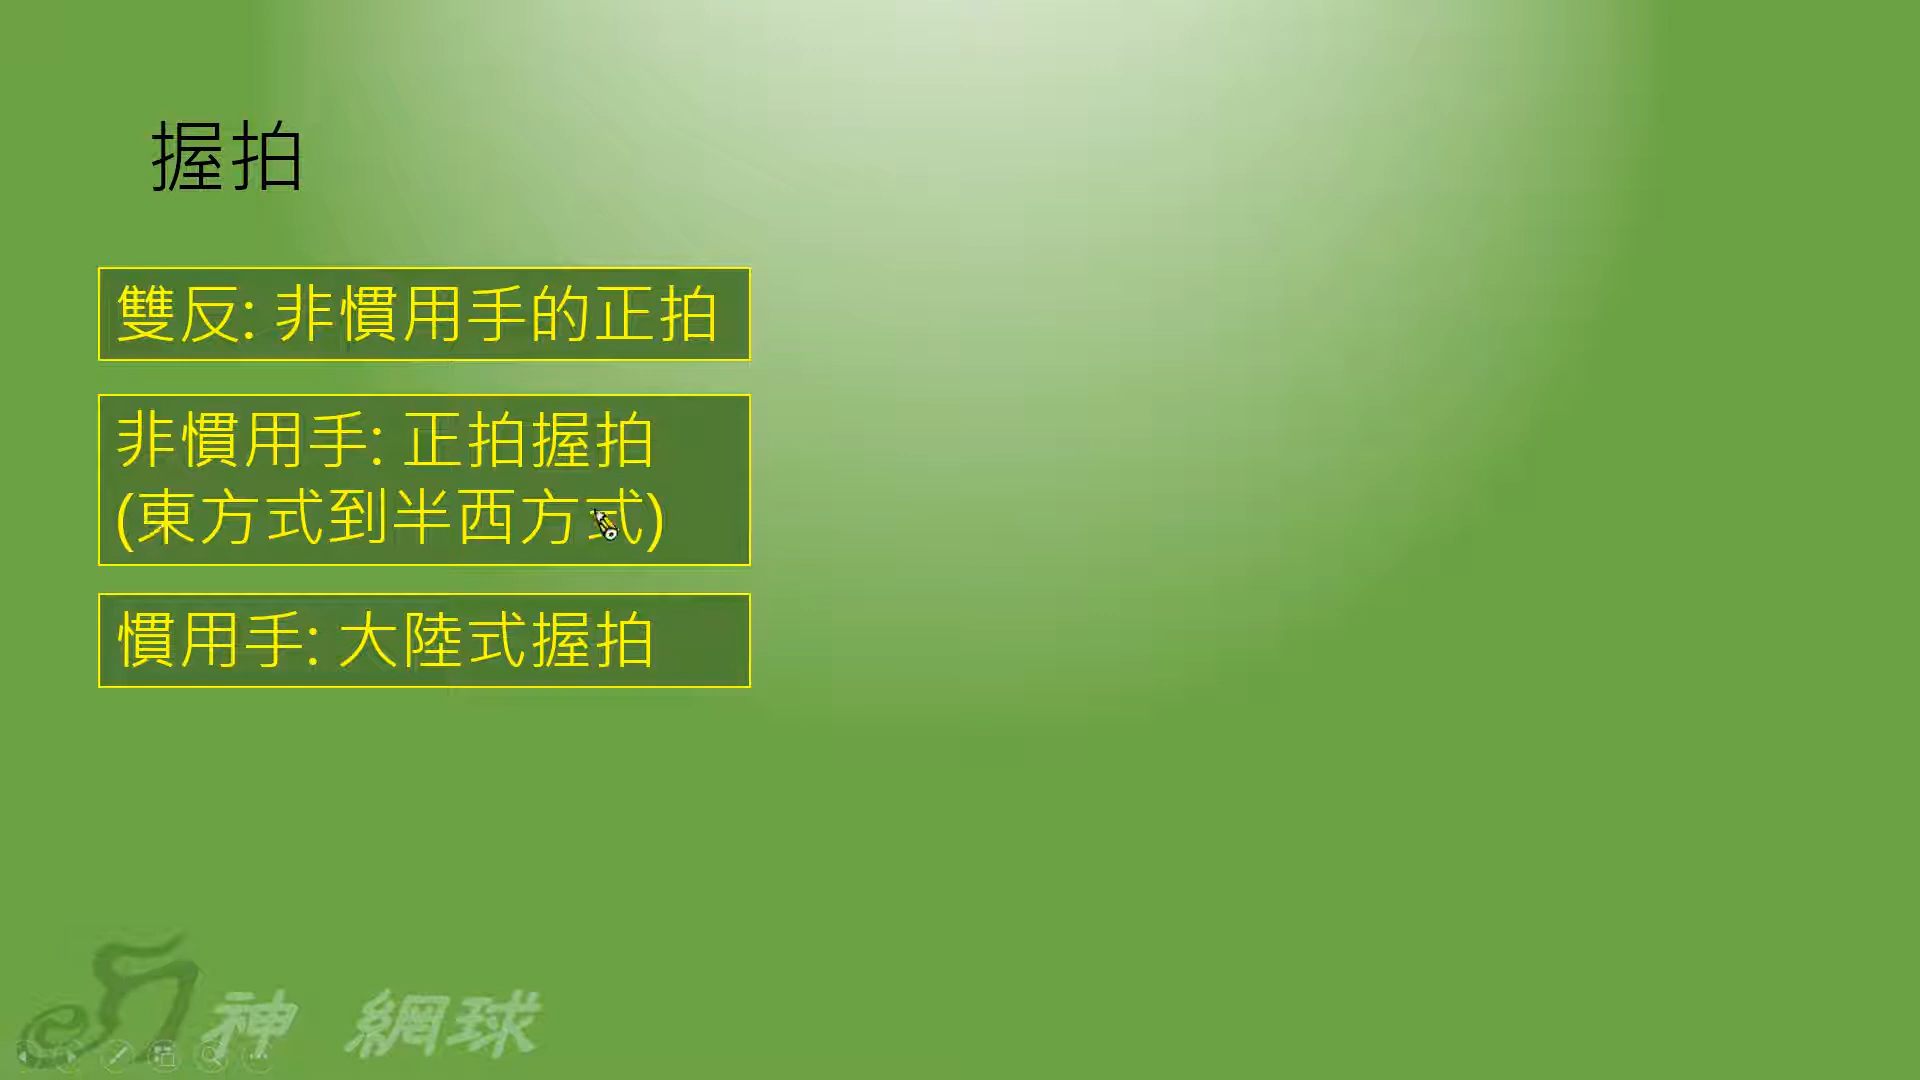 握拍
雙反: 非慣用手的正拍
非慣用手: 正拍握拍
(東方式到半西方式)
慣用手: 大陸式握拍
神 網球